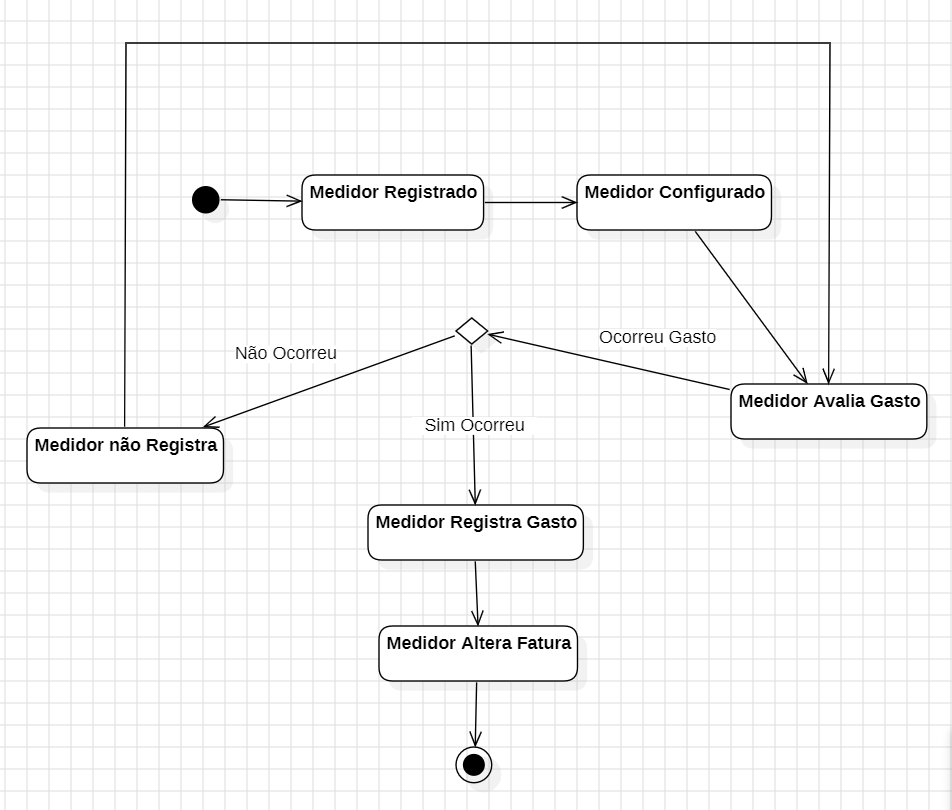 Medidor Registrado
Medidor Configurado
Ocorreu Gasto
Não Ocorreu
Medidor Avalia Gasto
Sim Ocorreu
Medidor não Registra
Medidor Registra Gasto
Medidor Altera Fatura